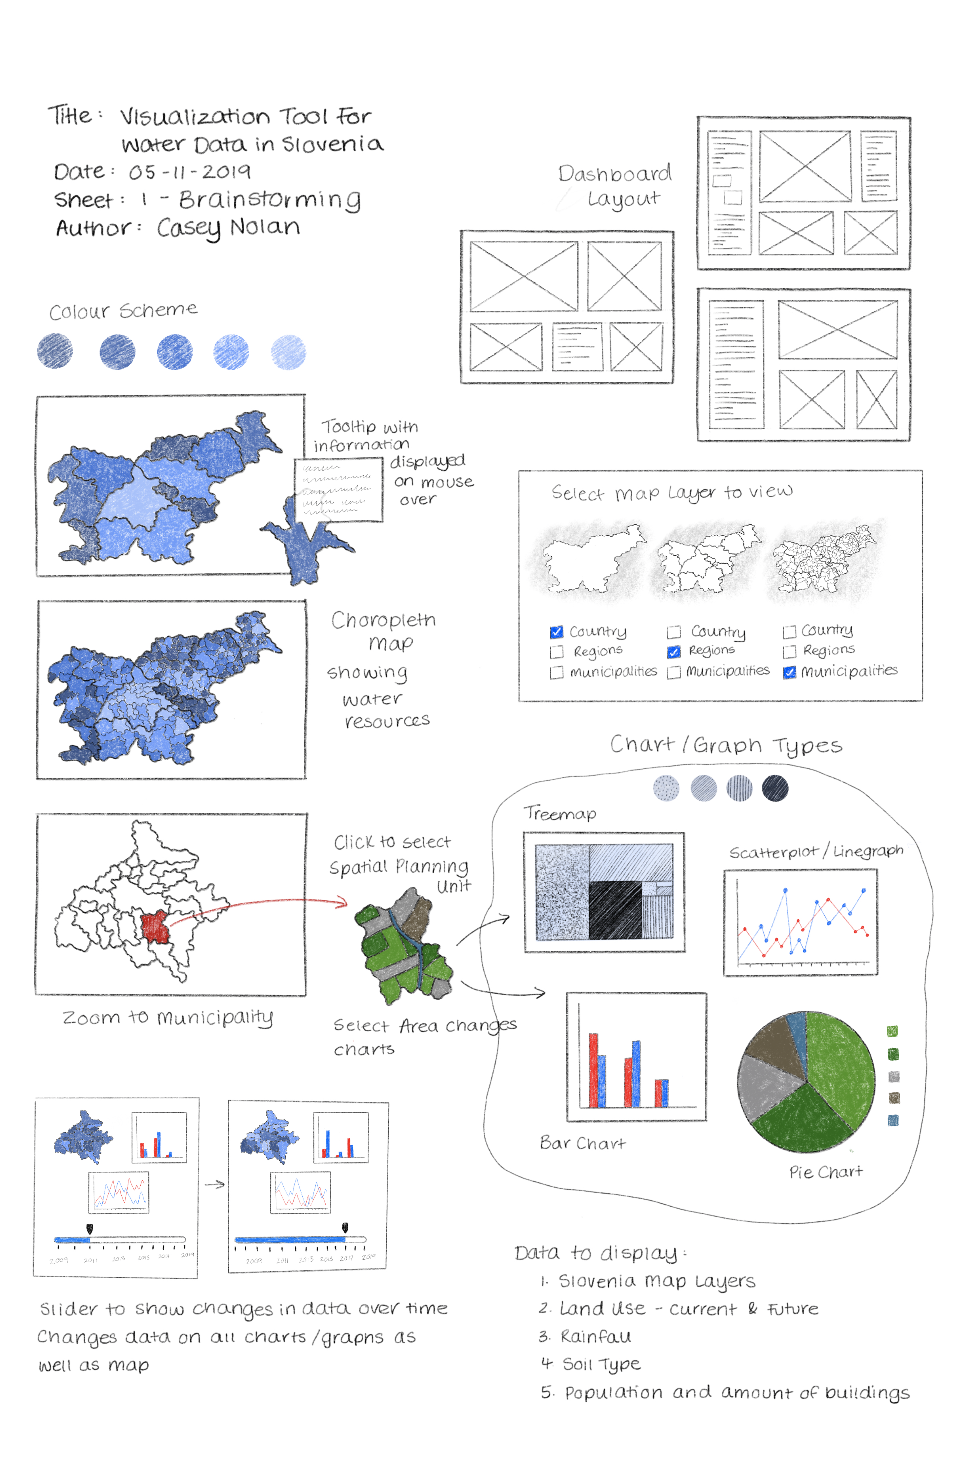 Title: Visualization Tool For
Water Data in Slovenia
Date: 05-11-2019
Sheet: 1 - Brainstorming
Author: Casey Nolan
Dashboard
Layout
Colour Scheme
Tooltip with
information
displayed
on mouse
over
Select Map Layer to view
Country
Regions
Municipalities
Country
Regions
Municipalities
Country
Regions
Municipalities
Choropleth
Map
showing
water
resources
Chart/Graph Types
Treemap
Scatterplot/Linegraph
Click to select
Spatial Planning
Unit
Zoom to Municipality
Select Area changes
charts
Bar Chart
Pie Chart
Slider to show changes in data over time
Changes data on all charts/graphs as
well as map
Data to display:
1. Slovenia Map Layers
2. Land Use - Current & Future
3. Rainfall
4 Soil Type
5. Population and amount of buildings